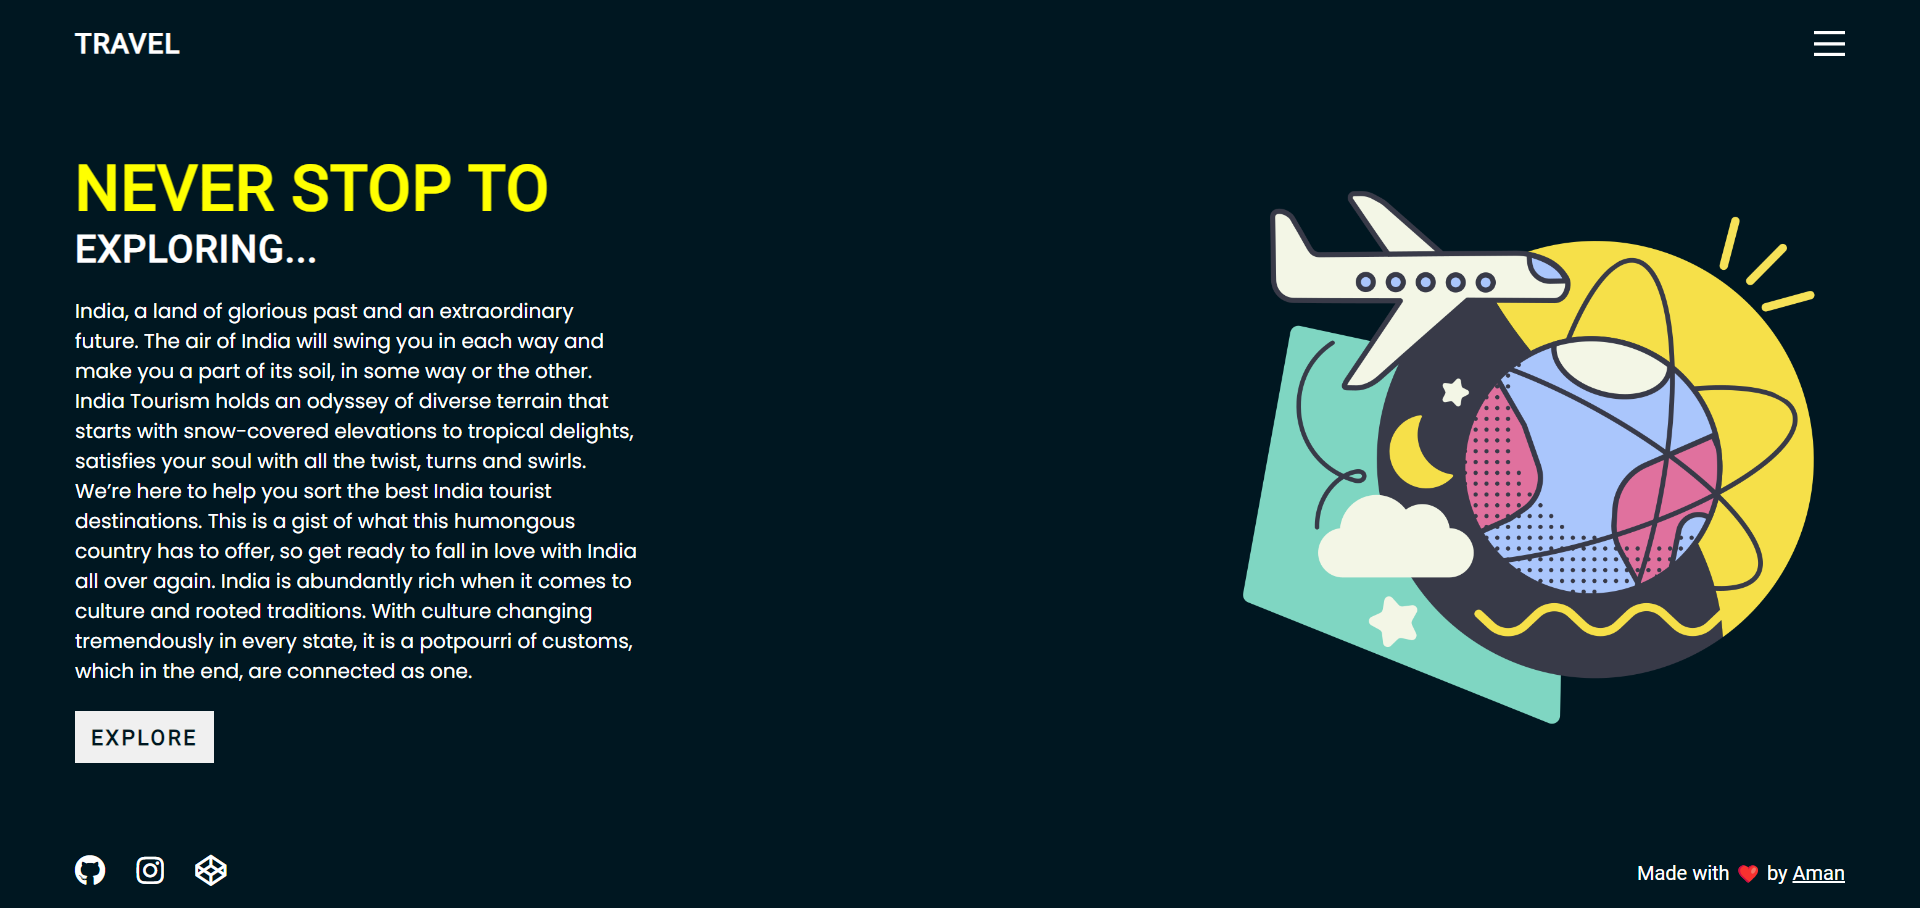 TRAVEL
NEVER STOP TO
EXPLORING...
India, a land of glorious past and an extraordinary
future. The air of India will swing you in each way and
make you a part of its soil, in some way or the other.
India Tourism holds an odyssey of diverse terrain that
starts with snow-covered elevations to tropical delights,
satisfies your soul with all the twist, turns and swirls.
We’re here to help you sort the best India tourist
destinations. This is a gist of what this humongous
country has to offer, so get ready to fall in love with India
all over again. India is abundantly rich when it comes to
culture and rooted traditions. With culture changing
tremendously in every state, it is a potpourri of customs,
which in the end, are connected as one.
EXPLORE
Made with ❤️ by Aman